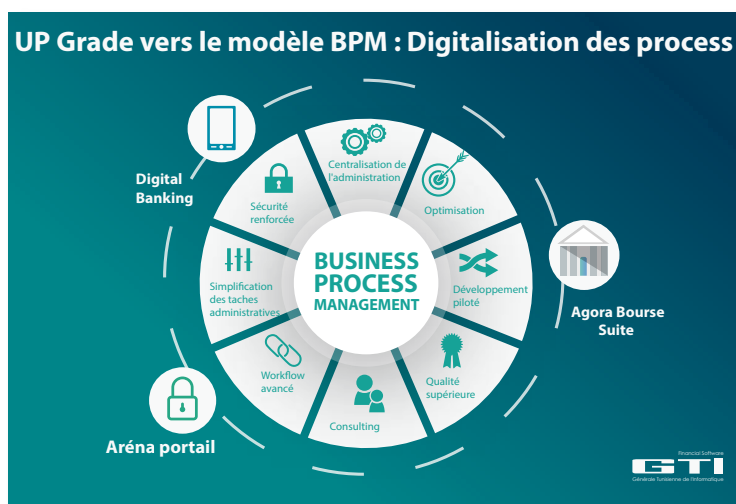 UP Grade vers le modèle BPM : Digitalisation des process
Digital
Banking
Centralisation de
l'administration
Optimisation
Sécurité
renforcée
BUSINESS
PROCESS
MANAGEMENT
Simplification
des taches
administratives
Développement
piloté
Agora Bourse
Suite
Workflow
avancé
Qualité
supérieure
Consulting
Aréna portail
Financial Software
GTI
Générale Tunisienne de l'Informatique